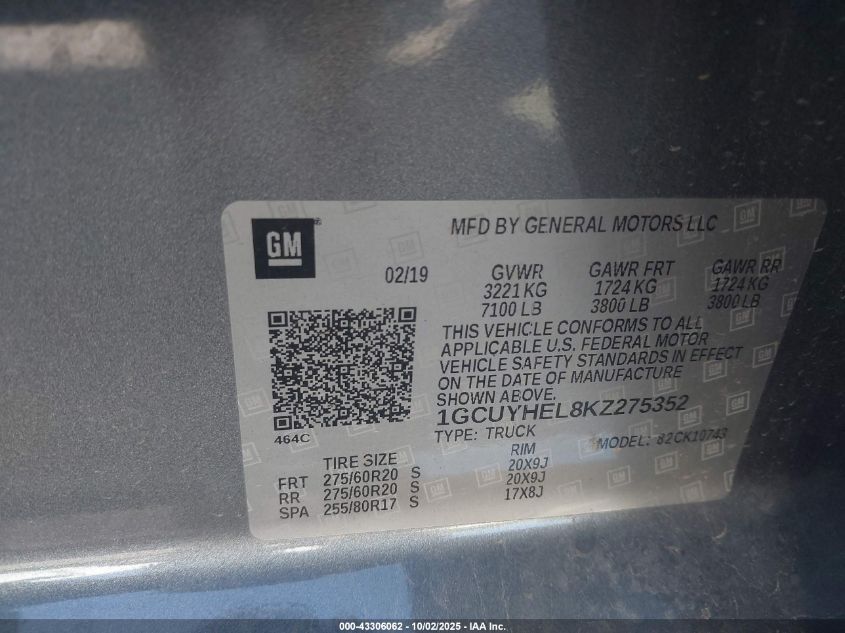 GM
MFD BY GENERAL MOTORS LLC
02/19
GVWR GAWR FRT GAWR RR
3221 KG 1724 KG 1724 KG
7100 LB 3800 LB 3800 LB
THIS VEHICLE CONFORMS TO ALL
APPLICABLE U.S. FEDERAL MOTOR
VEHICLE SAFETY STANDARDS IN EFFECT
ON THE DATE OF MANUFACTURE
SHOWN ABOVE.
1GCUYHEL8KZ275352
464C
TYPE: TRUCK MODEL: 82CK10743
TIRE SIZE RIM
FRT 275/60R20 S 20X9J
RR 275/60R20 S 20X9J
SPA 255/80R17 S 17X8J
000-43306062 - 10/02/2025 - IAA Inc.